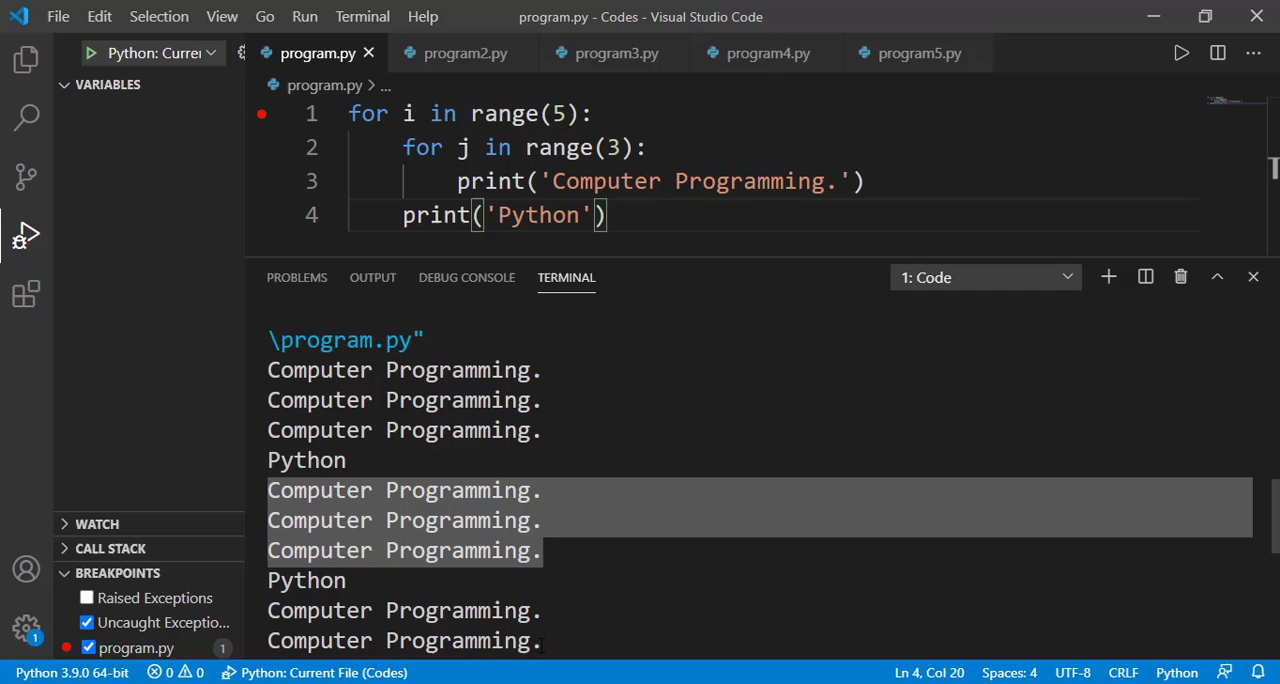 File Edit Selection View Go Run Terminal Help program.py - Codes - Visual Studio Code
Python: Currer program.py program2.py program3.py program4.py program5.py
VARIABLES
program.py > ...
1 for i in range(5):
2 for j in range(3):
3 print('Computer Programming.')
4 print('Python')
PROBLEMS OUTPUT DEBUG CONSOLE TERMINAL 1: Code
\program.py"
Computer Programming.
Computer Programming.
Computer Programming.
Python
Computer Programming.
Computer Programming.
Computer Programming.
Python
Computer Programming.
Computer Programming.
WATCH
CALL STACK
BREAKPOINTS
Raised Exceptions
Uncaught Exceptio...
program.py 1
1
Python 3.9.0 64-bit 0 0 Python: Current File (Codes) Ln 4, Col 20 Spaces: 4 UTF-8 CRLF Python